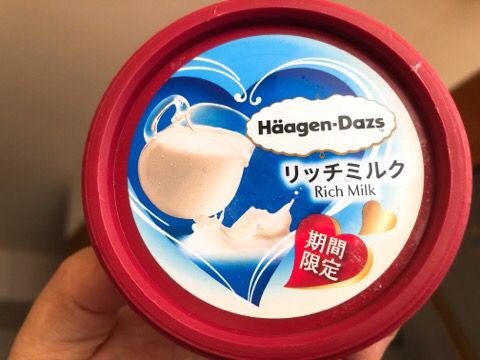 Häagen-Dazs
リッチミルク
Rich Milk
期間
限定